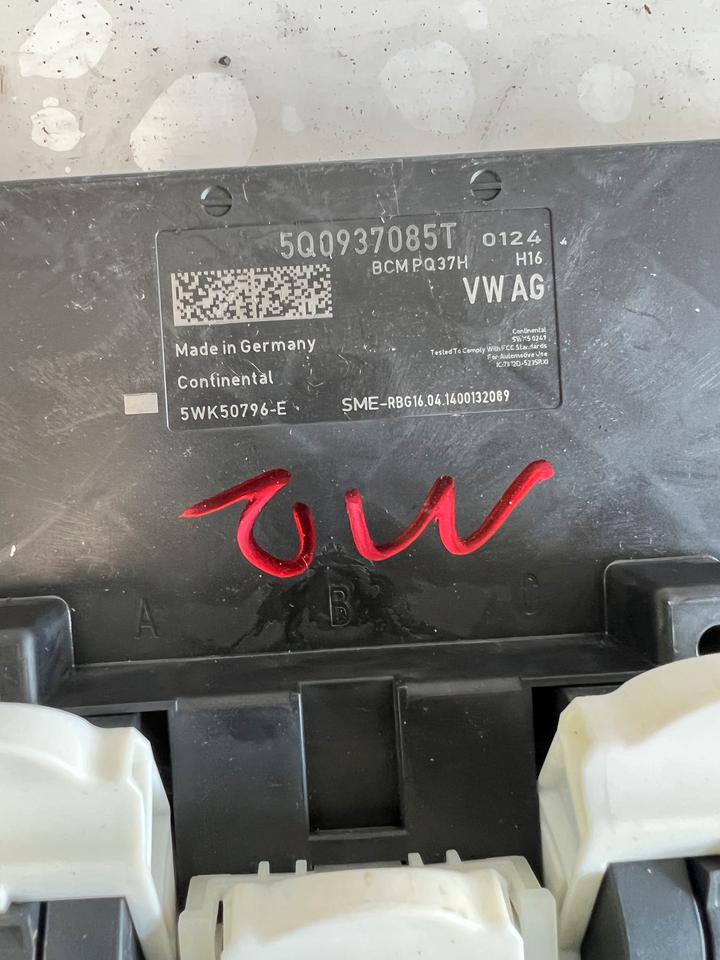 5Q0937085T 0124
BCM PQ37H H16
VW AG
Continental
Tested To Comply With FCC Standards
For Automotive Use
Made in Germany
Continental
5WK50796-E SME-RBG16.04.1400132089
A B C